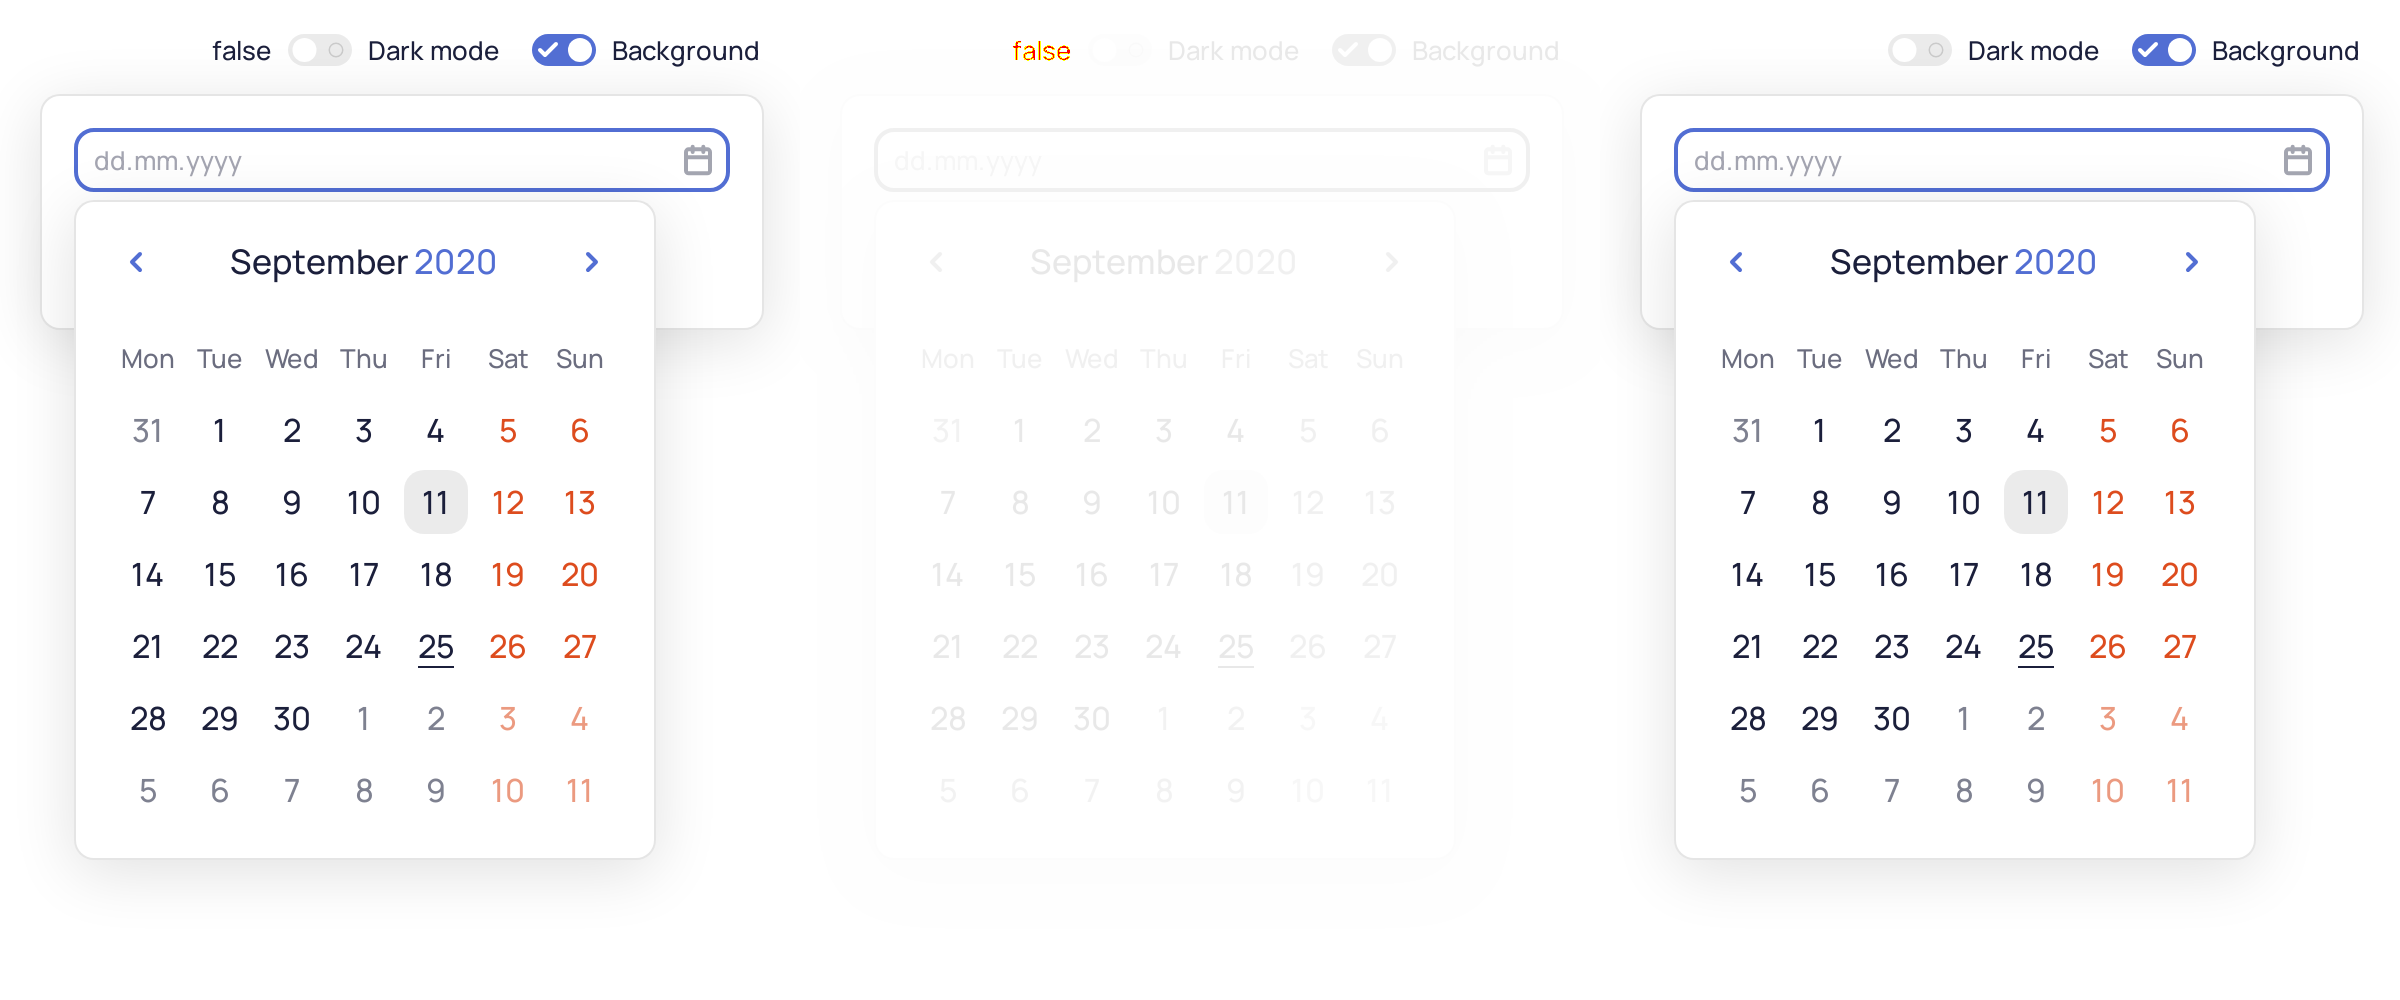 false Dark mode Background
dd.mm.yyyy
September 2020
Mon Tue Wed Thu Fri Sat Sun
31 1 2 3 4 5 6
7 8 9 10 11 12 13
14 15 16 17 18 19 20
21 22 23 24 25 26 27
28 29 30 1 2 3 4
5 6 7 8 9 10 11
false Dark mode Background
dd.mm.yyyy
September 2020
Mon Tue Wed Thu Fri Sat Sun
31 1 2 3 4 5 6
7 8 9 10 11 12 13
14 15 16 17 18 19 20
21 22 23 24 25 26 27
28 29 30 1 2 3 4
5 6 7 8 9 10 11
Dark mode Background
dd.mm.yyyy
September 2020
Mon Tue Wed Thu Fri Sat Sun
31 1 2 3 4 5 6
7 8 9 10 11 12 13
14 15 16 17 18 19 20
21 22 23 24 25 26 27
28 29 30 1 2 3 4
5 6 7 8 9 10 11